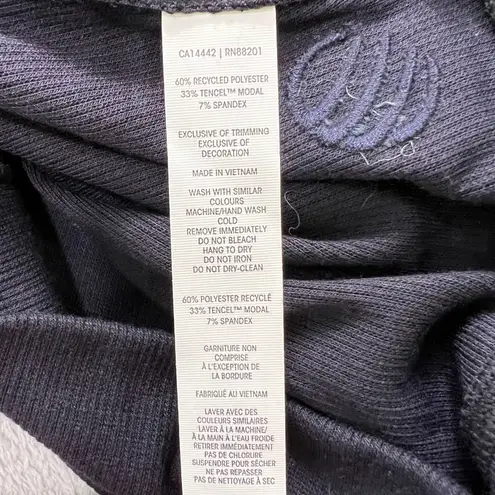 CA14442 | RN88201
60% RECYCLED POLYESTER
33% TENCEL™ MODAL
7% SPANDEX
EXCLUSIVE OF TRIMMING
EXCLUSIVE OF
DECORATION
MADE IN VIETNAM
WASH WITH SIMILAR
COLOURS
MACHINE/HAND WASH
COLD
REMOVE IMMEDIATELY
DO NOT BLEACH
HANG TO DRY
DO NOT IRON
DO NOT DRY-CLEAN
60% POLYESTER RECYCLÉ
33% TENCEL™ MODAL
7% SPANDEX
GARNITURE NON
COMPRISE
À L'EXCEPTION DE
LA BORDURE
FABRIQUÉ AU VIETNAM
LAVER AVEC DES
COULEURS SIMILAIRES
LAVER À LA MACHINE/
À LA MAIN À L'EAU FROIDE
RETIRER IMMÉDIATEMENT
PAS DE CHLORURE
SUSPENDRE POUR SÉCHER
NE PAS REPASSER
PAS DE NETTOYAGE À SEC